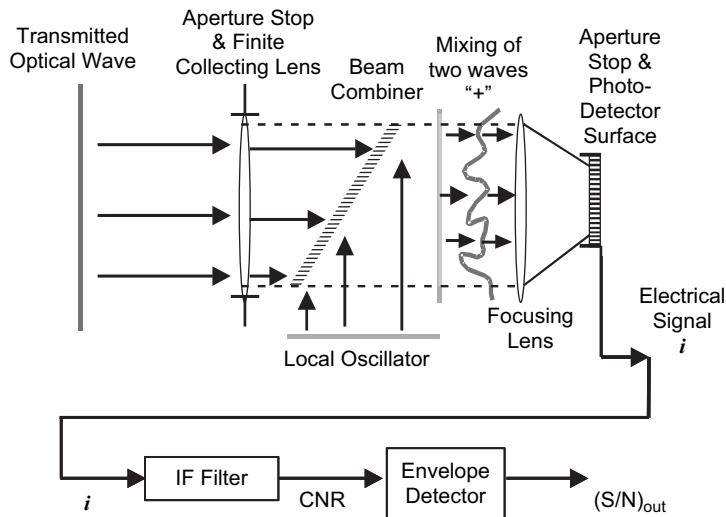 Transmitted
Optical Wave
Aperture Stop
& Finite
Collecting Lens
Beam
Combiner
Mixing of
two waves
“+”
Aperture
Stop &
Photo-
Detector
Surface
Local Oscillator
Focusing
Lens
Electrical
Signal
i
i
IF Filter
CNR
Envelope
Detector
(S/N)out